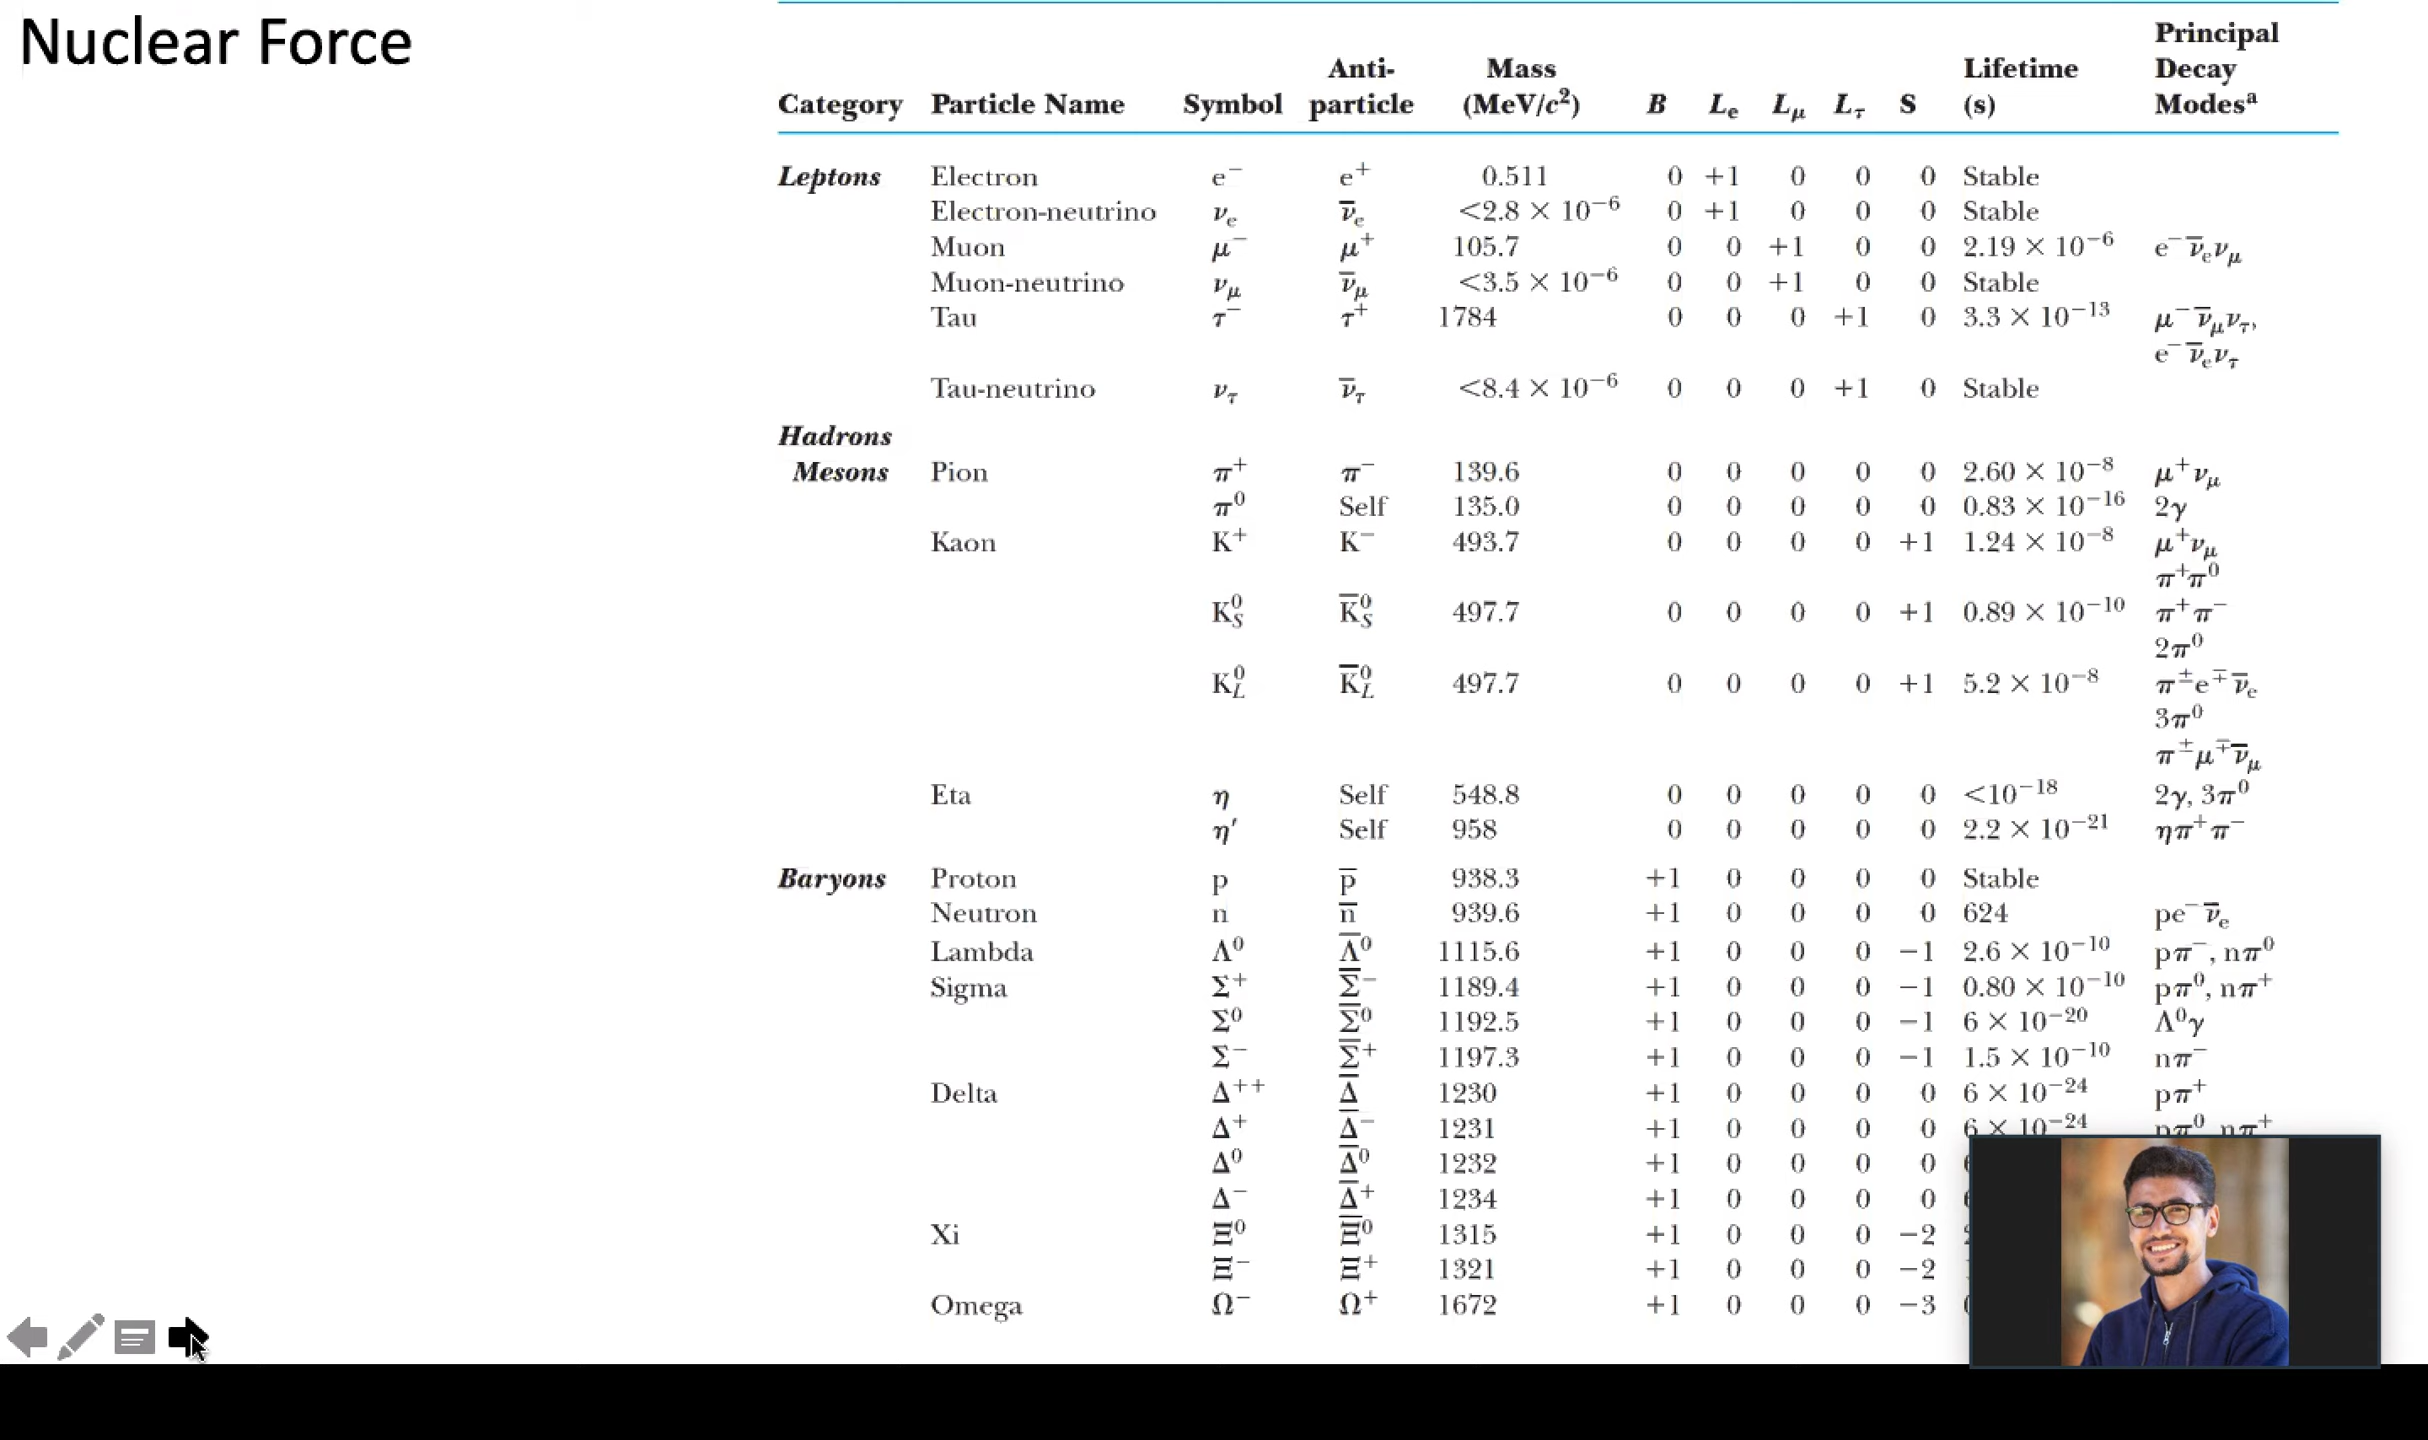 Nuclear Force
Principal
Anti- Mass Lifetime Decay
Category Particle Name Symbol particle (MeV/c²) B Lₑ L_μ L_τ S (s) Modesᵃ
Leptons Electron e⁻ e⁺ 0.511 0 +1 0 0 0 Stable
Electron-neutrino νₑ ν̅ₑ <2.8 × 10⁻⁶ 0 +1 0 0 0 Stable
Muon μ⁻ μ⁺ 105.7 0 0 +1 0 0 2.19 × 10⁻⁶ e⁻ν̅ₑν_μ
Muon-neutrino ν_μ ν̅_μ <3.5 × 10⁻⁶ 0 0 +1 0 0 Stable
Tau τ⁻ τ⁺ 1784 0 0 0 +1 0 3.3 × 10⁻¹³ μ⁻ν̅_μν_τ,
e⁻ν̅ₑν_τ
Tau-neutrino ν_τ ν̅_τ <8.4 × 10⁻⁶ 0 0 0 +1 0 Stable
Hadrons
Mesons Pion π⁺ π⁻ 139.6 0 0 0 0 0 2.60 × 10⁻⁸ μ⁺ν_μ
π⁰ Self 135.0 0 0 0 0 0 0.83 × 10⁻¹⁶ 2γ
Kaon K⁺ K⁻ 493.7 0 0 0 0 +1 1.24 × 10⁻⁸ μ⁺ν_μ
π⁺π⁰
K⁰_S K̅⁰_S 497.7 0 0 0 0 +1 0.89 × 10⁻¹⁰ π⁺π⁻
2π⁰
K⁰_L K̅⁰_L 497.7 0 0 0 0 +1 5.2 × 10⁻⁸ π±e∓ν̅ₑ
3π⁰
π±μ∓ν̅_μ
Eta η Self 548.8 0 0 0 0 0 <10⁻¹⁸ 2γ, 3π⁰
η′ Self 958 0 0 0 0 0 2.2 × 10⁻²¹ ηπ⁺π⁻
Baryons Proton p p̅ 938.3 +1 0 0 0 0 Stable
Neutron n n̅ 939.6 +1 0 0 0 0 624 pe⁻ν̅ₑ
Lambda Λ⁰ Λ̅⁰ 1115.6 +1 0 0 0 −1 2.6 × 10⁻¹⁰ pπ⁻, nπ⁰
Sigma Σ⁺ Σ̅⁻ 1189.4 +1 0 0 0 −1 0.80 × 10⁻¹⁰ pπ⁰, nπ⁺
Σ⁰ Σ̅⁰ 1192.5 +1 0 0 0 −1 6 × 10⁻²⁰ Λ⁰γ
Σ⁻ Σ̅⁺ 1197.3 +1 0 0 0 −1 1.5 × 10⁻¹⁰ nπ⁻
Delta Δ⁺⁺ Δ̅ 1230 +1 0 0 0 0 6 × 10⁻²⁴ pπ⁺
Δ⁺ Δ̅⁻ 1231 +1 0 0 0 0 6 × 10⁻²⁴ pπ⁰, nπ⁺
Δ⁰ Δ̅⁰ 1232 +1 0 0 0 0
Δ⁻ Δ̅⁺ 1234 +1 0 0 0 0
Xi Ξ⁰ Ξ̅⁰ 1315 +1 0 0 0 −2
Ξ⁻ Ξ⁺ 1321 +1 0 0 0 −2
Omega Ω⁻ Ω⁺ 1672 +1 0 0 0 −3